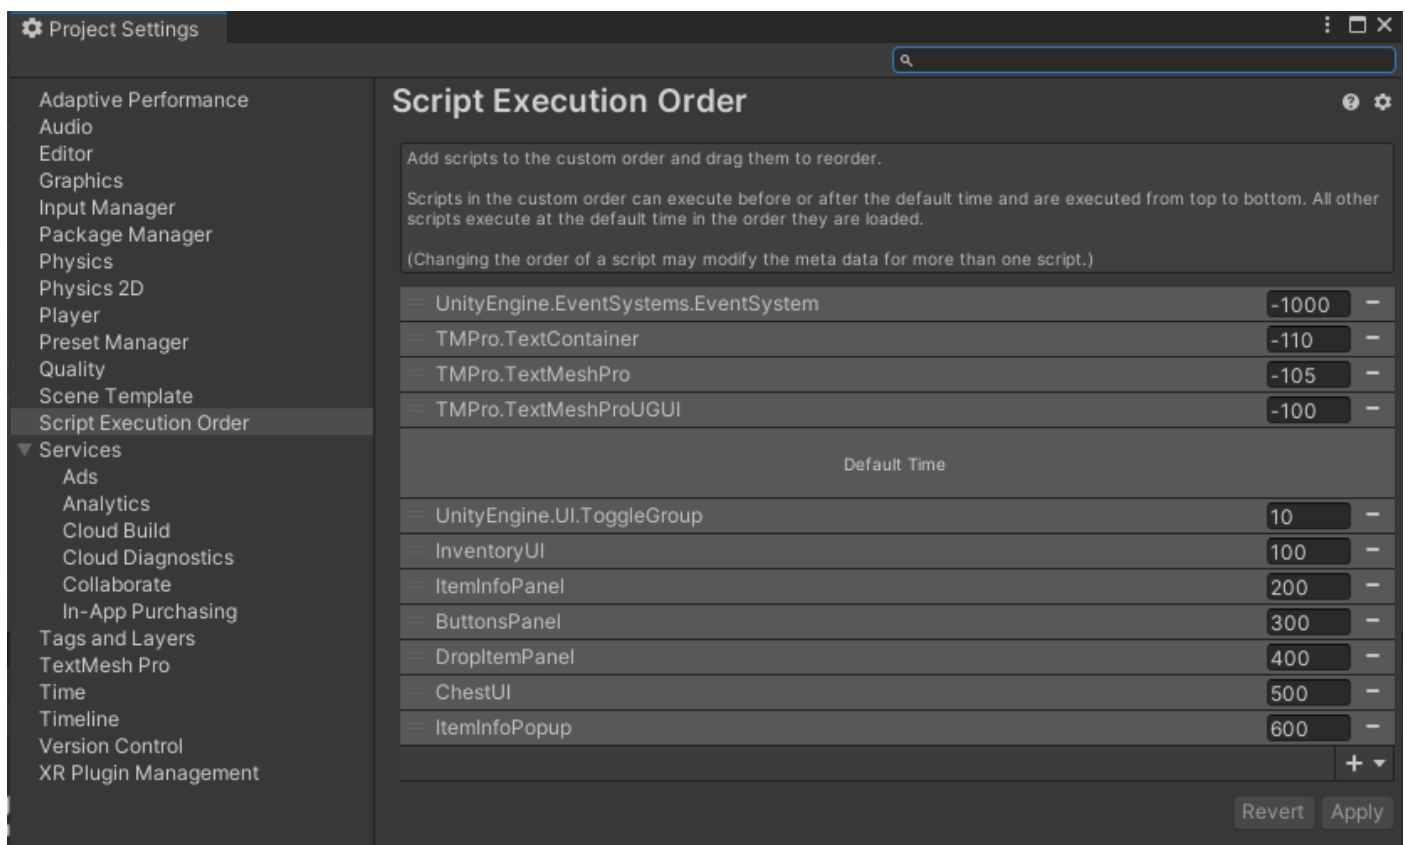 Project Settings
Adaptive Performance
Audio
Editor
Graphics
Input Manager
Package Manager
Physics
Physics 2D
Player
Preset Manager
Quality
Scene Template
Script Execution Order
Services
Ads
Analytics
Cloud Build
Cloud Diagnostics
Collaborate
In-App Purchasing
Tags and Layers
TextMesh Pro
Time
Timeline
Version Control
XR Plugin Management
Script Execution Order
Add scripts to the custom order and drag them to reorder.
Scripts in the custom order can execute before or after the default time and are executed from top to bottom. All other
scripts execute at the default time in the order they are loaded.
(Changing the order of a script may modify the meta data for more than one script.)
UnityEngine.EventSystems.EventSystem -1000
TMPro.TextContainer -110
TMPro.TextMeshPro -105
TMPro.TextMeshProUGUI -100
Default Time
UnityEngine.UI.ToggleGroup 10
InventoryUI 100
ItemInfoPanel 200
ButtonsPanel 300
DropItemPanel 400
ChestUI 500
ItemInfoPopup 600
Revert Apply